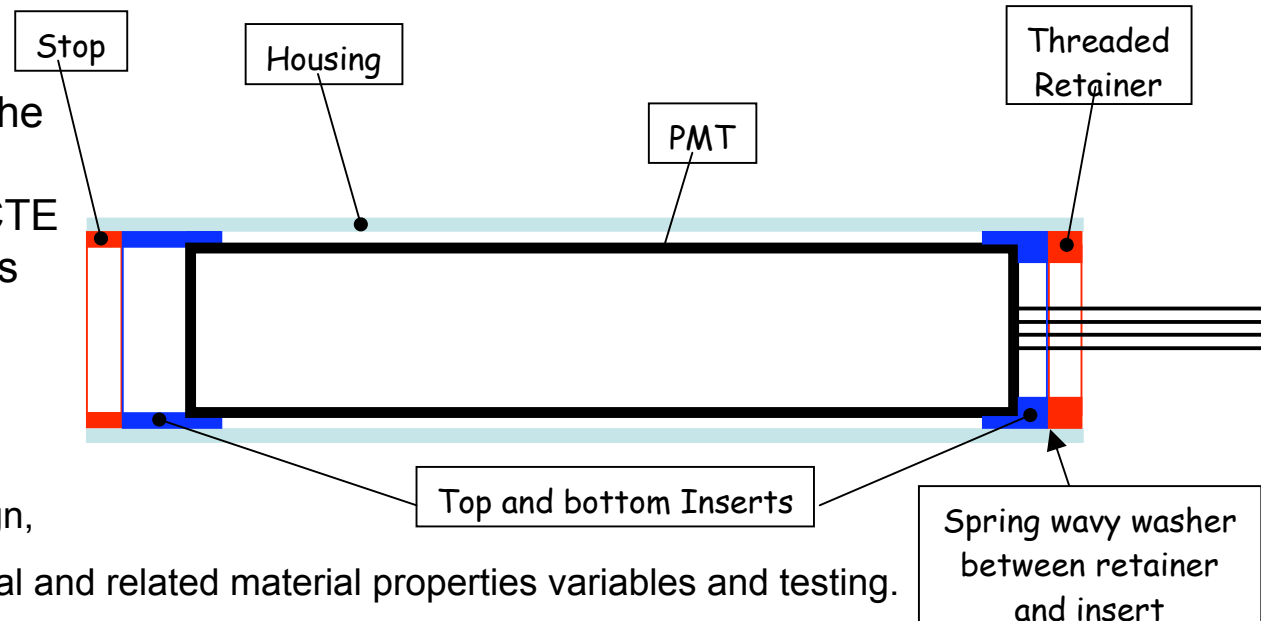 Stop
Housing
Threaded
Retainer
PMT
he
CTE
s
Top and bottom Inserts
Spring wavy washer
between retainer
and insert
n,
al and related material properties variables and testing.